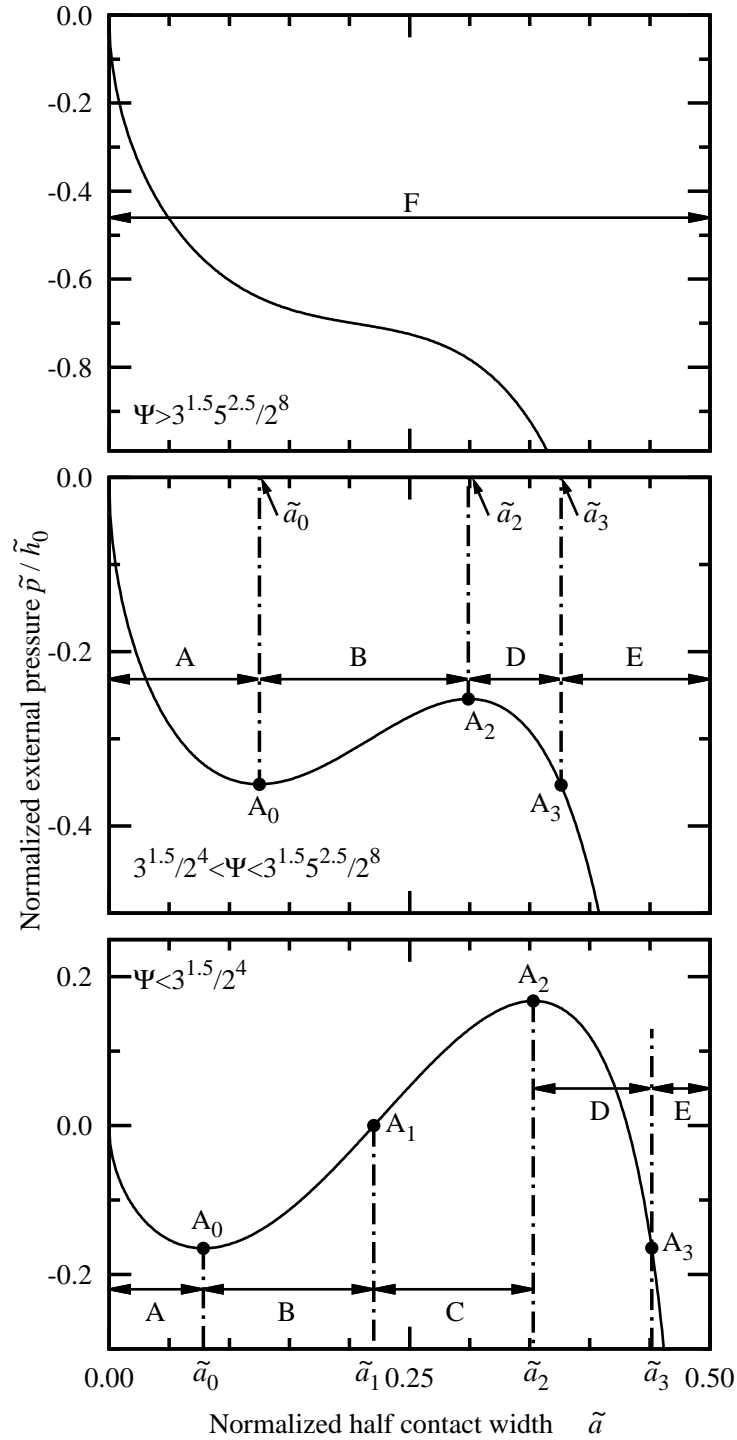 Normalized external pressure p̃ / h̃₀
0.0
-0.2
-0.4
-0.6
-0.8
F
Ψ>3^1.5 5^2.5/2^8
0.0
-0.2
-0.4
ã₀
ã₂
ã₃
A
B
D
E
A₂
A₀
A₃
3^1.5/2^4<Ψ<3^1.5 5^2.5/2^8
0.2
0.0
-0.2
Ψ<3^1.5/2^4
A₂
D
E
A₁
A₀
A₃
A
B
C
0.00
ã₀
ã₁
0.25
ã₂
ã₃
0.50
Normalized half contact width ã